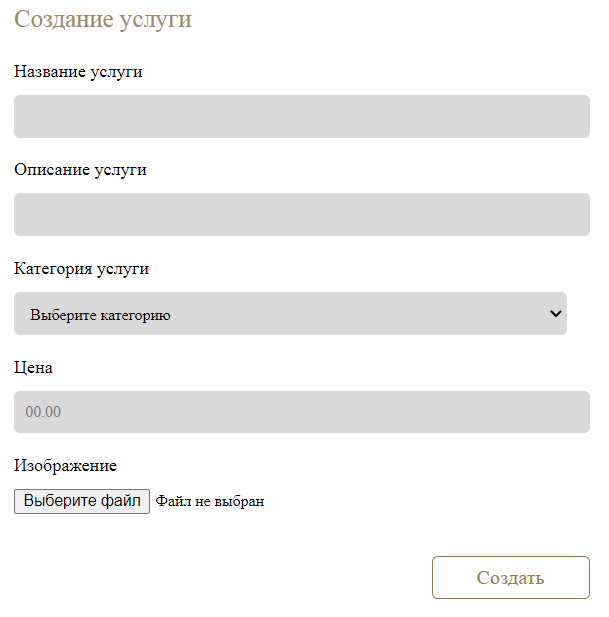 Создание услуги
Название услуги
Описание услуги
Категория услуги
Выберите категорию
Цена
00.00
Изображение
Выберите файл Файл не выбран
Создать